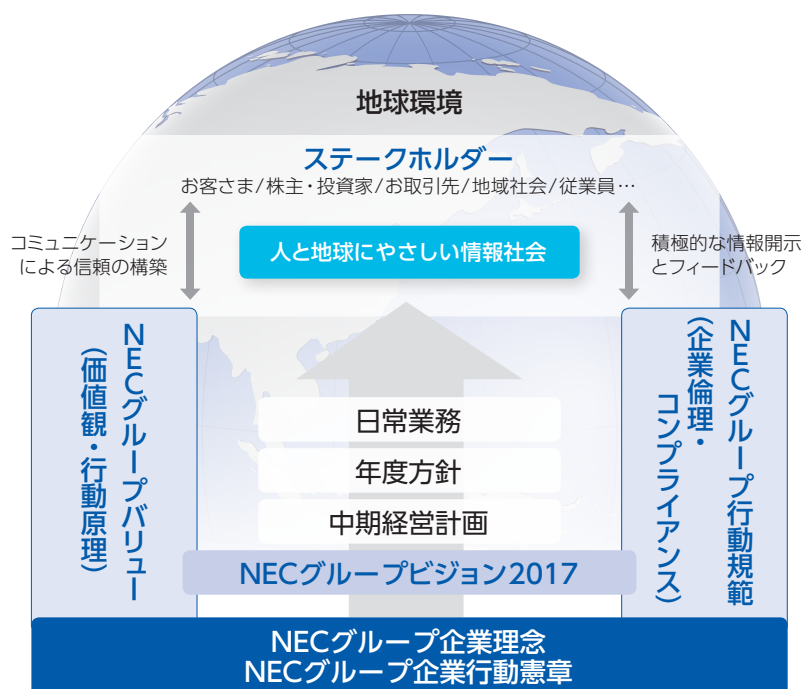 地球環境
ステークホルダー
お客さま/株主・投資家/お取引先/地域社会/従業員…
コミュニケーション
による信頼の構築
人と地球にやさしい情報社会
積極的な情報開示
とフィードバック
NECグループバリュー
(価値観・行動原理)
日常業務
年度方針
中期経営計画
NECグループビジョン2017
NECグループ行動規範
(企業倫理・
コンプライアンス)
NECグループ企業理念
NECグループ企業行動憲章